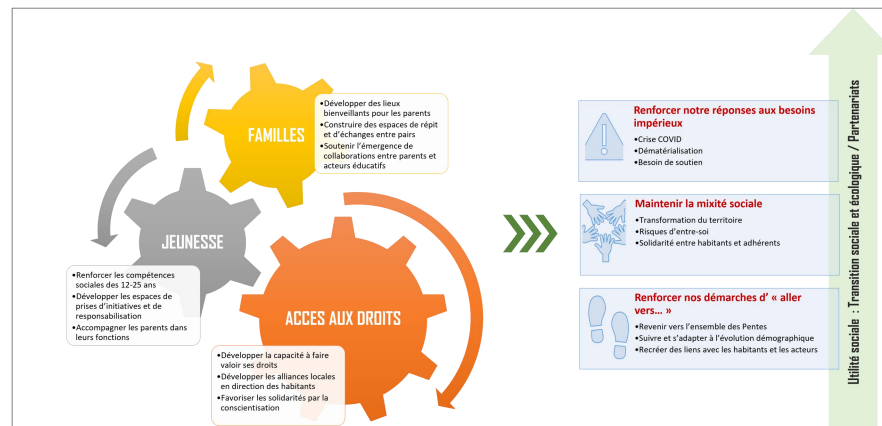 FAMILLES
•Développer des lieux
bienveillants pour les parents
•Construire des espaces de répit
et d'échanges entre pairs
•Soutenir l'émergence de
collaborations entre parents et
acteurs éducatifs
JEUNESSE
•Renforcer les compétences
sociales des 12-25 ans
•Développer les espaces de
prises d'initiatives et de
responsabilisation
•Accompagner les parents dans
leurs fonctions
ACCES AUX DROITS
•Développer la capacité à faire
valoir ses droits
•Développer les alliances locales
en direction des habitants
•Favoriser les solidarités par la
conscientisation
Renforcer notre réponses aux besoins
impérieux
•Crise COVID
•Dématérialisation
•Besoin de soutien
Maintenir la mixité sociale
•Transformation du territoire
•Risques d'entre-soi
•Solidarité entre habitants et adhérents
Renforcer nos démarches d' « aller
vers… »
•Revenir vers l'ensemble des Pentes
•Suivre et s'adapter à l'évolution démographique
•Recréer des liens avec les habitants et les acteurs
Utilité sociale : Transition sociale et écologique / Partenariats